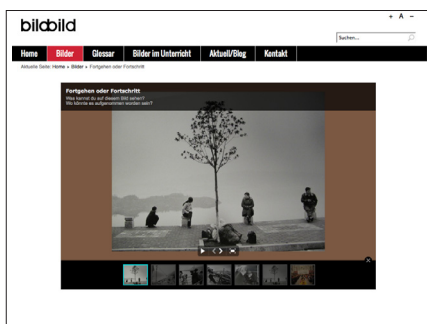 + A −
bildbild
Suchen...
Home Bilder Glossar Bilder im Unterricht Aktuell/Blog Kontakt
Aktuelle Seite: Home ▸ Bilder ▸ Fortgehen oder Fortschritt
Fortgehen oder Fortschritt
Was kannst du auf diesem Bild sehen?
Wo könnte es aufgenommen worden sein?